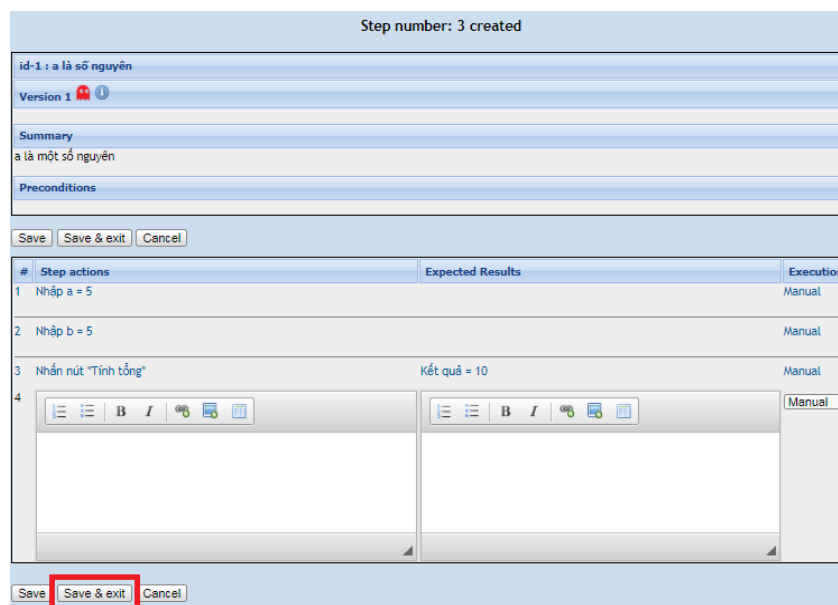 Step number: 3 created
id-1 : a là số nguyên
Version 1
Summary
a là một số nguyên
Preconditions
Save Save & exit Cancel
# Step actions Expected Results Executio
1 Nhập a = 5 Manual
2 Nhập b = 5 Manual
3 Nhấn nút "Tính tổng" Kết quả = 10 Manual
4 B I B I Manual
Save Save & exit Cancel